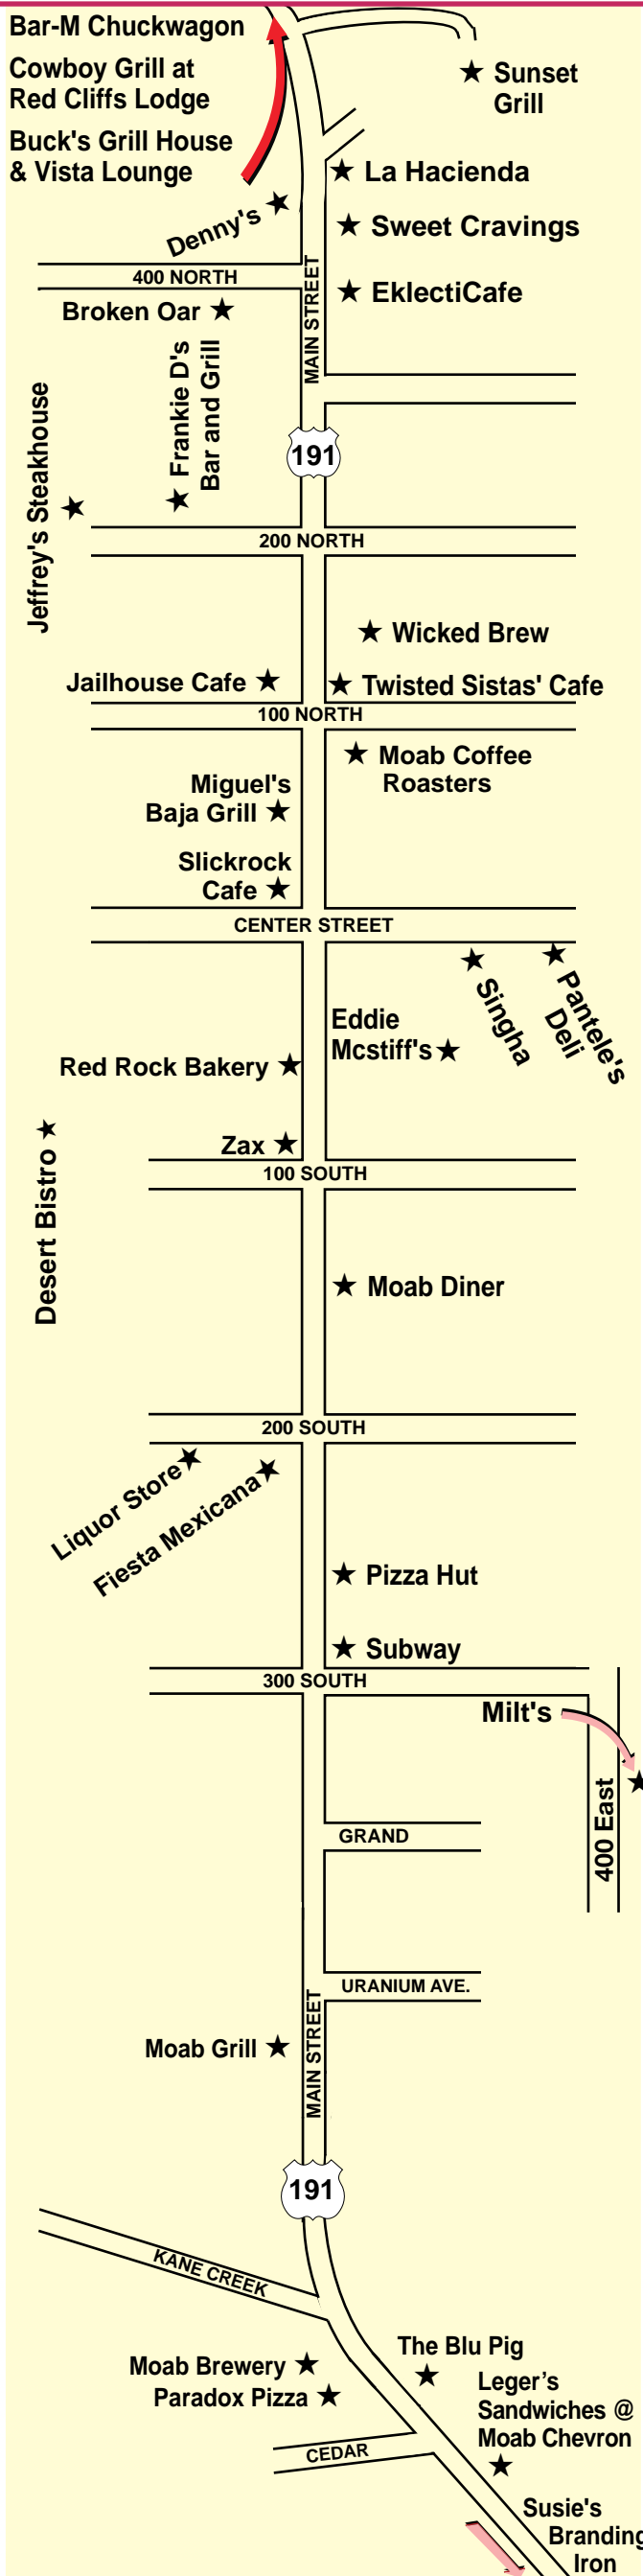 Bar-M Chuckwagon
Cowboy Grill at
Red Cliffs Lodge
Buck's Grill House
& Vista Lounge
Sunset
Grill
La Hacienda
Denny's
Sweet Cravings
400 NORTH
MAIN STREET
EklectiCafe
Broken Oar
Frankie D's
Bar and Grill
Jeffrey's Steakhouse
191
200 NORTH
Wicked Brew
Jailhouse Cafe
Twisted Sistas' Cafe
100 NORTH
Moab Coffee
Roasters
Miguel's
Baja Grill
Slickrock
Cafe
CENTER STREET
Singha
Pantele's
Deli
Eddie
Mcstiff's
Red Rock Bakery
Zax
100 SOUTH
Desert Bistro
Moab Diner
200 SOUTH
Liquor Store
Fiesta Mexicana
Pizza Hut
Subway
300 SOUTH
Milt's
400 East
GRAND
URANIUM AVE.
MAIN STREET
Moab Grill
191
KANE CREEK
The Blu Pig
Moab Brewery
Paradox Pizza
Leger’s
Sandwiches @
Moab Chevron
CEDAR
Susie's
Branding
Iron